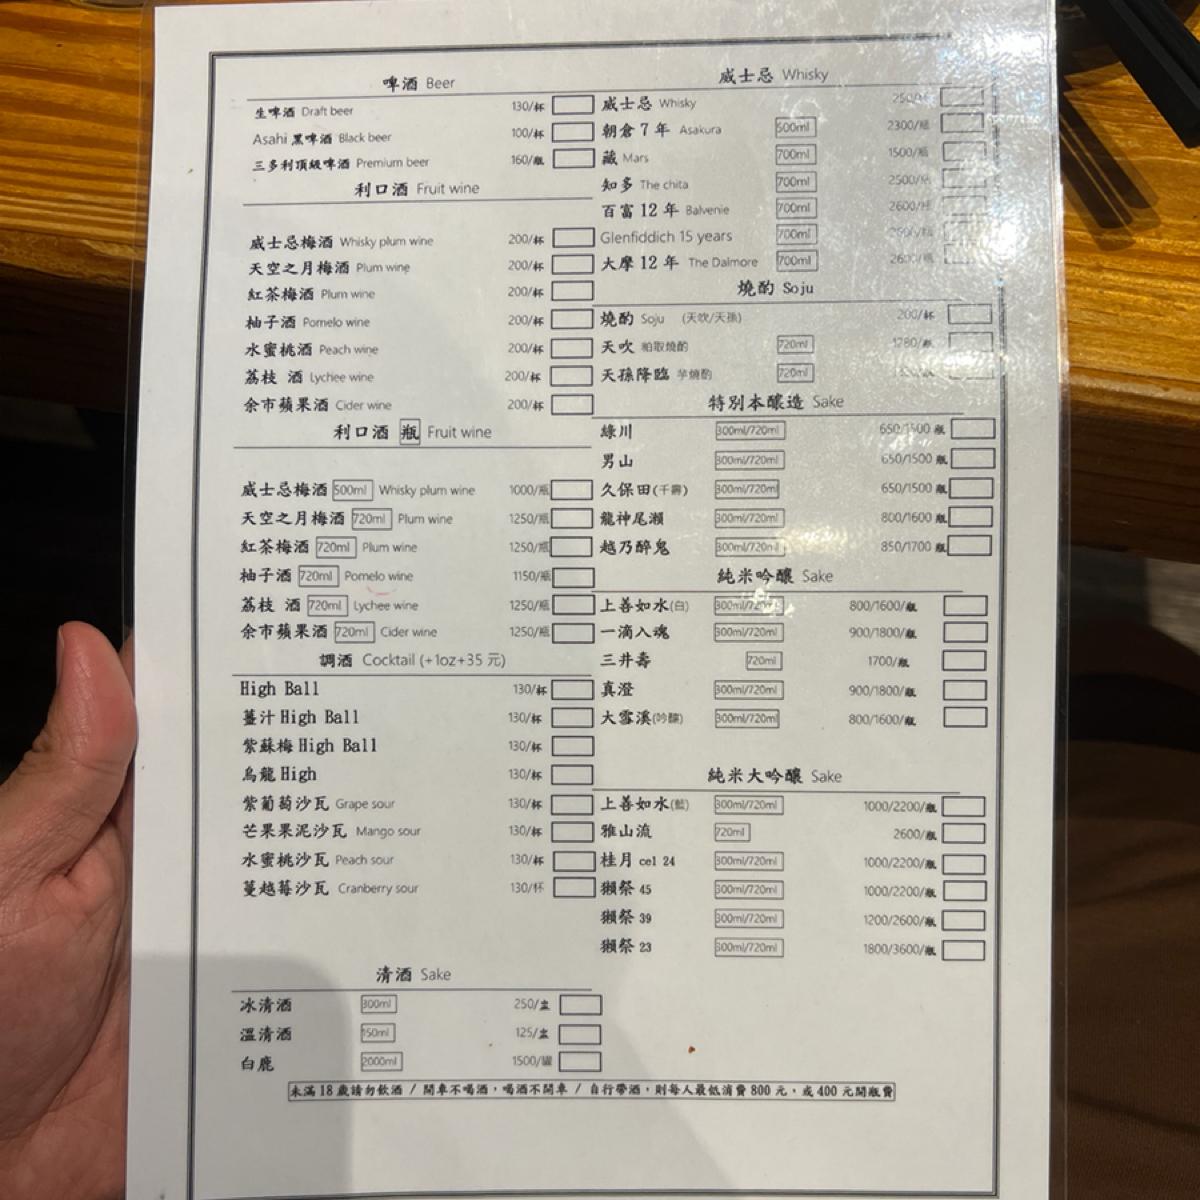 啤酒 Beer
生啤酒 Draft beer 130/杯
Asahi 黑啤酒 Black beer 100/杯
三多利頂級啤酒 Premium beer 160/瓶
利口酒 Fruit wine
威士忌梅酒 Whisky plum wine 200/杯
天空之月梅酒 Plum wine 200/杯
紅茶梅酒 Plum wine 200/杯
柚子酒 Pomelo wine 200/杯
水蜜桃酒 Peach wine 200/杯
荔枝 酒 Lychee wine 200/杯
余市蘋果酒 Cider wine 200/杯
利口酒 瓶 Fruit wine
威士忌梅酒 500ml Whisky plum wine 1000/瓶
天空之月梅酒 720ml Plum wine 1250/瓶
紅茶梅酒 720ml Plum wine 1250/瓶
柚子酒 720ml Pomelo wine 1150/瓶
荔枝 酒 720ml Lychee wine 1250/瓶
余市蘋果酒 720ml Cider wine 1250/瓶
調酒 Cocktail (+1oz+35 元)
High Ball 130/杯
薑汁 High Ball 130/杯
紫蘇梅 High Ball 130/杯
烏龍 High 130/杯
紫葡萄沙瓦 Grape sour 130/杯
芒果果泥沙瓦 Mango sour 130/杯
水蜜桃沙瓦 Peach sour 130/杯
蔓越莓沙瓦 Cranberry sour 130/杯
清酒 Sake
冰清酒 300ml 250/壺
溫清酒 150ml 125/壺
白鹿 2000ml 1500/罐
威士忌 Whisky
威士忌 Whisky 250/杯
朝倉 7 年 Asakura 500ml 2300/瓶
藏 Mars 700ml 1500/瓶
知多 The chita 700ml 2500/瓶
百富 12 年 Balvenie 700ml 2600/瓶
Glenfiddich 15 years 700ml
大摩 12 年 The Dalmore 700ml 2600/瓶
燒酌 Soju
燒酌 Soju (天吹/天孫) 200/杯
天吹 粕取燒酌 720ml 1780/瓶
天孫降臨 芋燒酌 720ml
特別本釀造 Sake
綠川 300ml/720ml 650/1500 瓶
男山 300ml/720ml 650/1500 瓶
久保田(千壽) 300ml/720ml 650/1500 瓶
龍神尾瀨 300ml/720ml 800/1600 瓶
越乃醉鬼 300ml/720ml 850/1700 瓶
純米吟釀 Sake
上善如水(白) 300ml/720ml 800/1600/瓶
一滴入魂 300ml/720ml 900/1800/瓶
三井壽 720ml 1700/瓶
真澄 300ml/720ml 900/1800/瓶
大雪溪(吟釀) 300ml/720ml 800/1600/瓶
純米大吟釀 Sake
上善如水(藍) 300ml/720ml 1000/2200/瓶
雅山流 720ml 2600/瓶
桂月 cel 24 300ml/720ml 1000/2200/瓶
獺祭 45 300ml/720ml 1000/2200/瓶
獺祭 39 300ml/720ml 1200/2600/瓶
獺祭 23 300ml/720ml 1800/3600/瓶
未滿 18 歲請勿飲酒 / 開車不喝酒，喝酒不開車 / 自行帶酒，則每人最低消費 800 元，或 400 元開瓶費